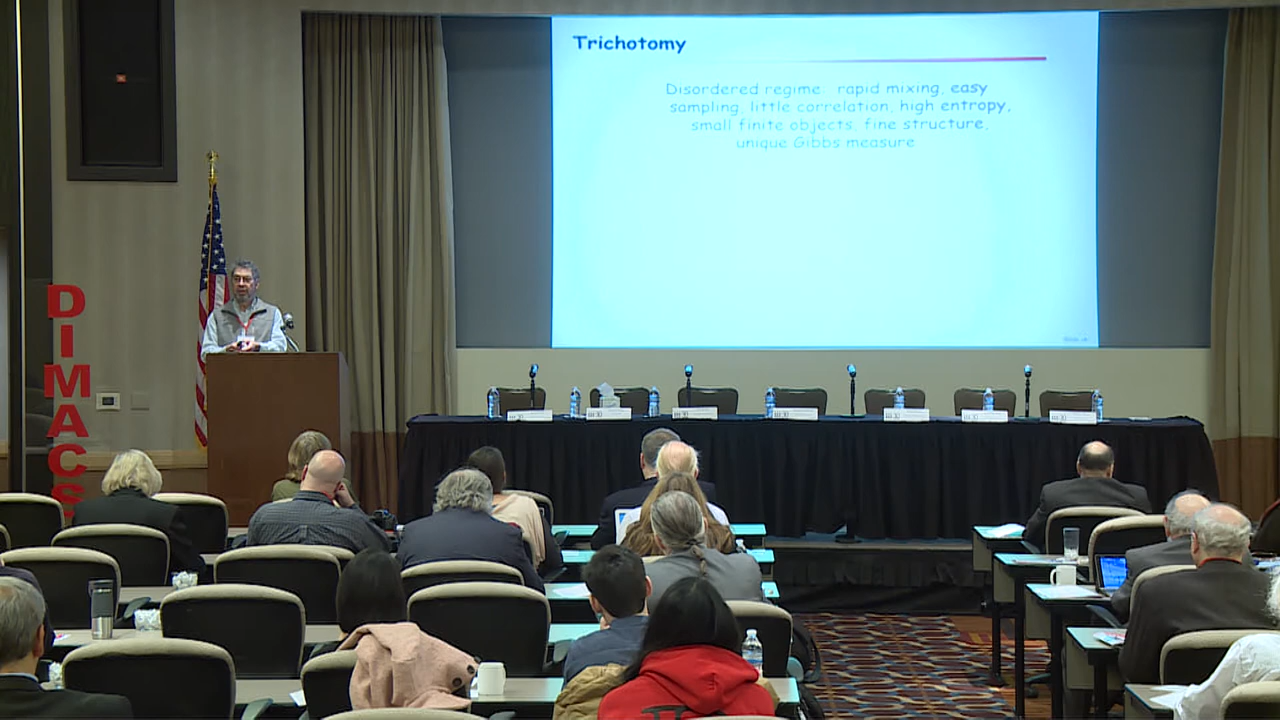 Trichotomy
Disordered regime: rapid mixing, easy
sampling, little correlation, high entropy,
small finite objects, fine structure,
unique Gibbs measure
DIMACS